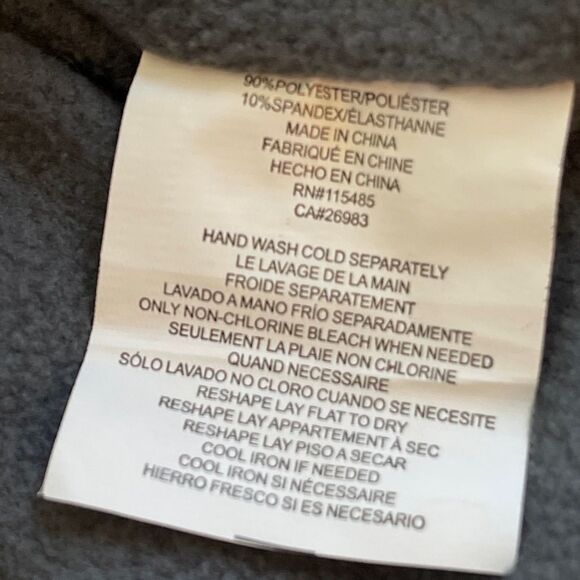 90%POLYESTER/POLIÉSTER
10%SPANDEX/ÉLASTHANNE
MADE IN CHINA
FABRIQUÉ EN CHINE
HECHO EN CHINA
RN#115485
CA#26983
HAND WASH COLD SEPARATELY
LE LAVAGE DE LA MAIN
FROIDE SEPARATEMENT
LAVADO A MANO FRÍO SEPARADAMENTE
ONLY NON-CHLORINE BLEACH WHEN NEEDED
SEULEMENT LA PLAIE NON CHLORINE
QUAND NECESSAIRE
SÓLO LAVADO NO CLORO CUANDO SE NECESITE
RESHAPE LAY FLAT TO DRY
RESHAPE LAY APPARTEMENT À SEC
RESHAPE LAY PISO A SECAR
COOL IRON IF NEEDED
COOL IRON SI NÉCESSAIRE
HIERRO FRESCO SI ES NECESARIO